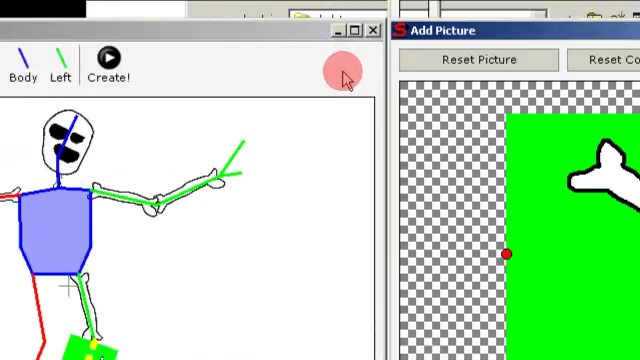 Add Picture
Body Left Create!
Reset Picture
Reset Co